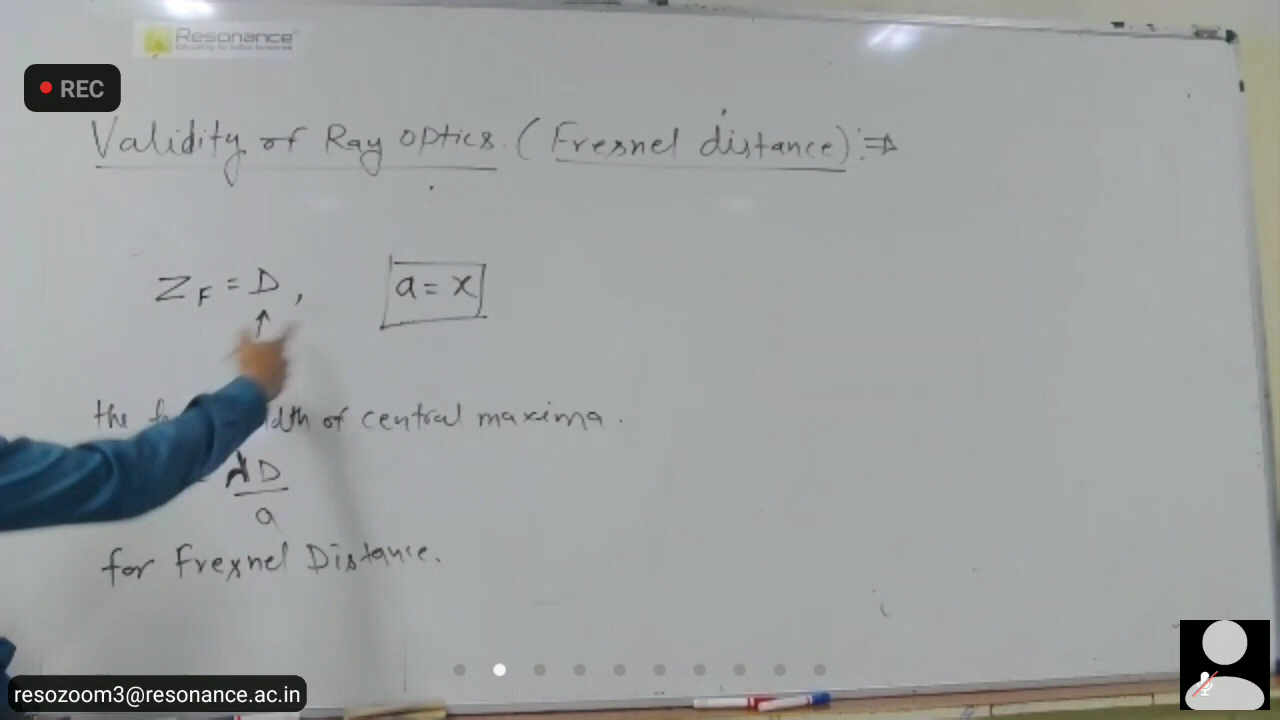 Resonance
REC
Validity of Ray optics. (Fresnel distance) :⇒
Z_F = D, a = x
the width of central maxima.
λD
a
for Fresnel Distance.
resozoom3@resonance.ac.in